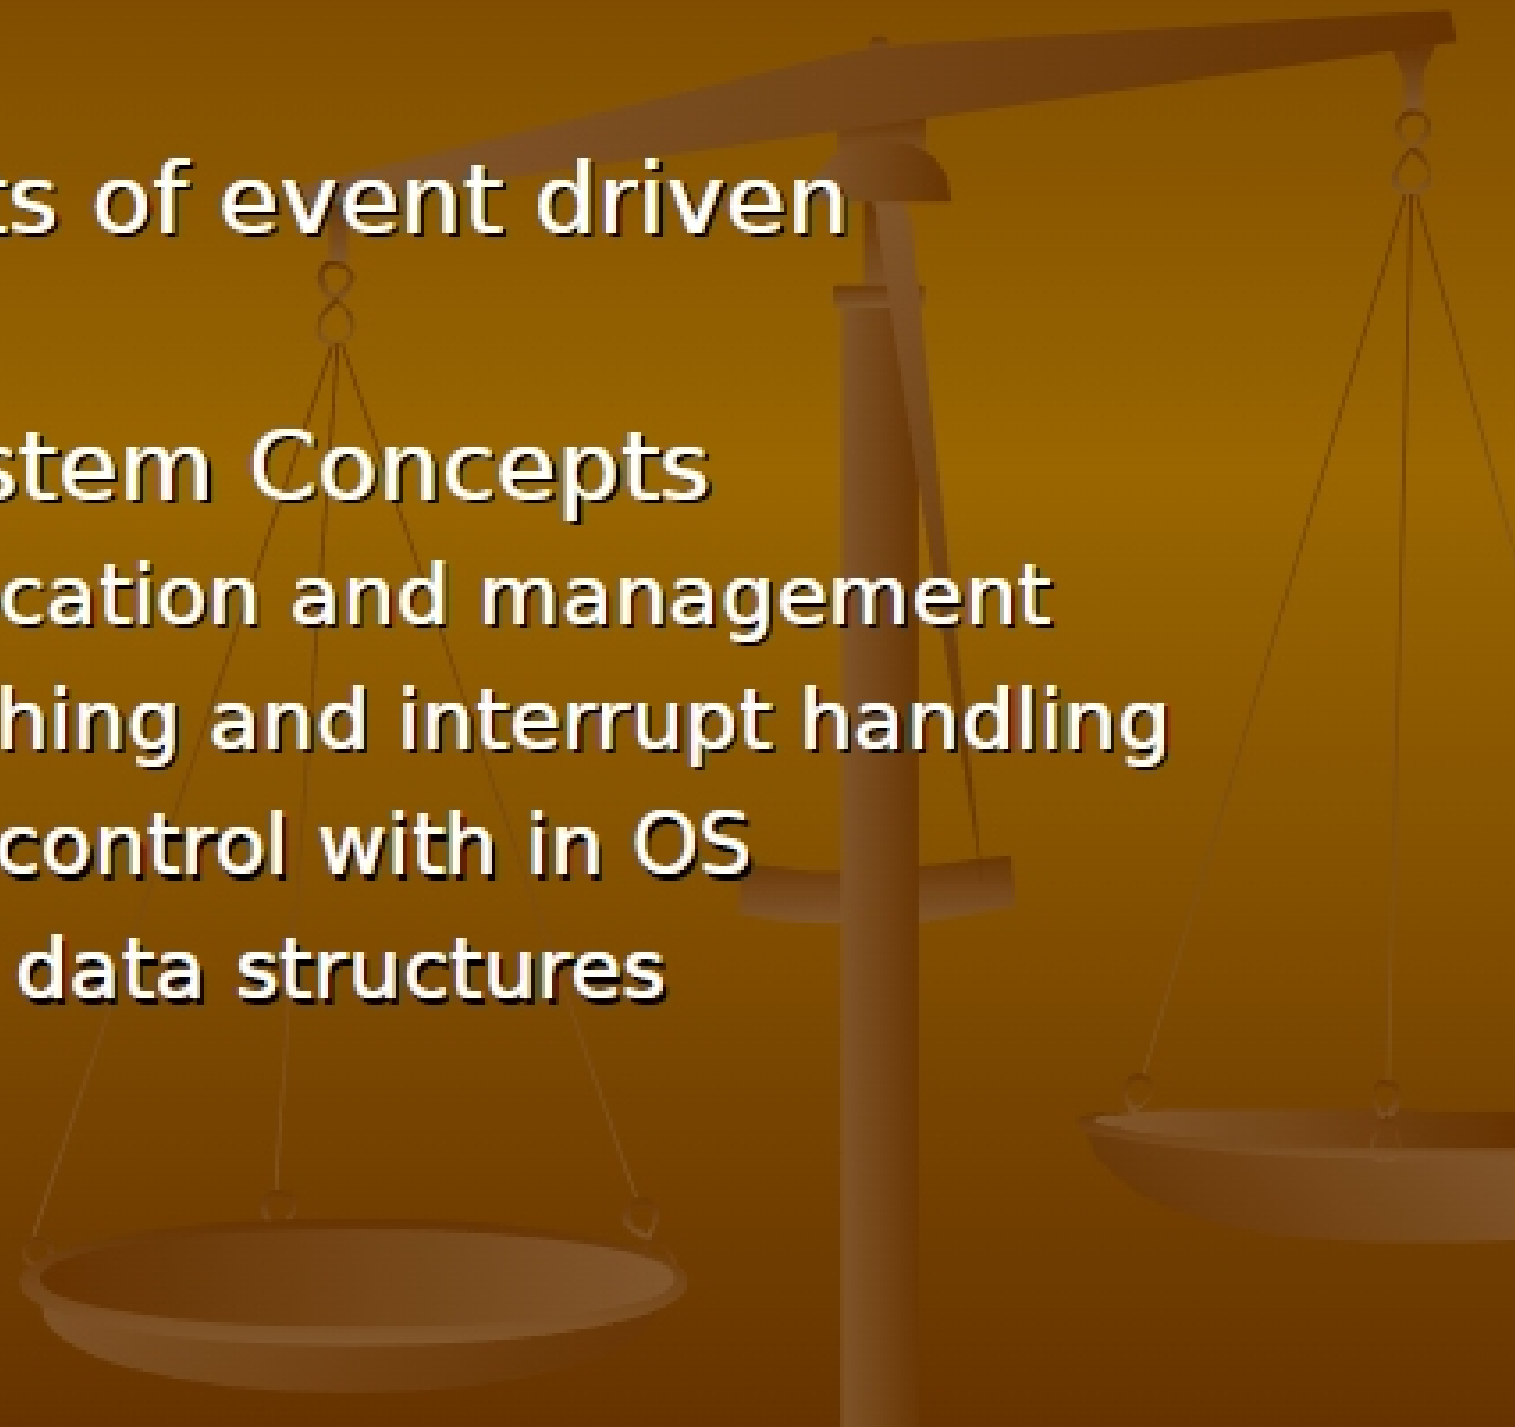 ts of event driven
stem Concepts
cation and management
hing and interrupt handling
control with in OS
data structures